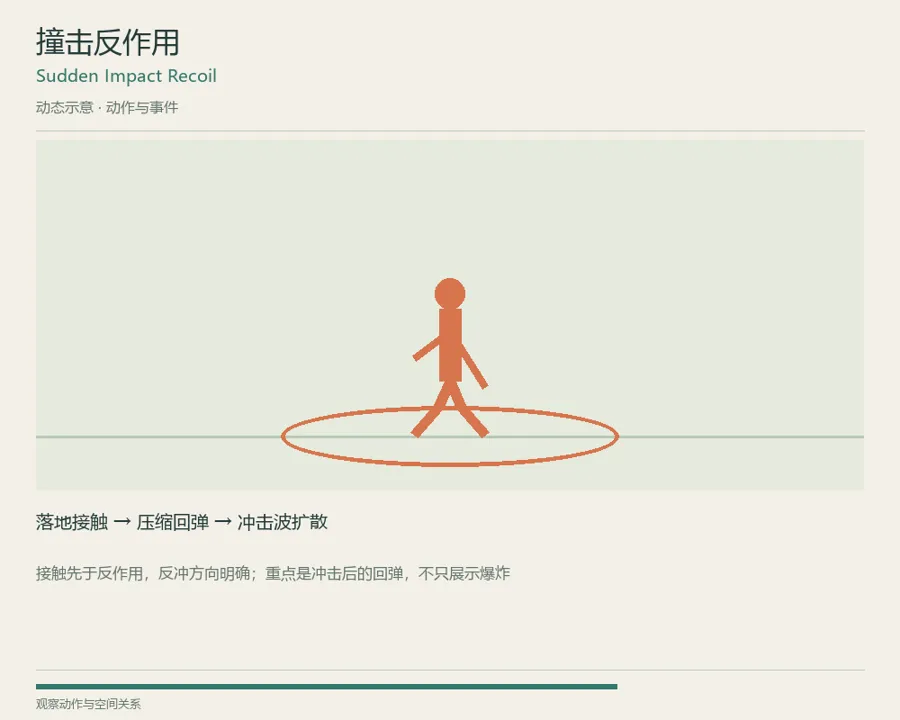 撞击反作用
Sudden Impact Recoil
动态示意 · 动作与事件
落地接触 → 压缩回弹 → 冲击波扩散
接触先于反作用，反冲方向明确；重点是冲击后的回弹，不只展示爆炸
观察动作与空间关系